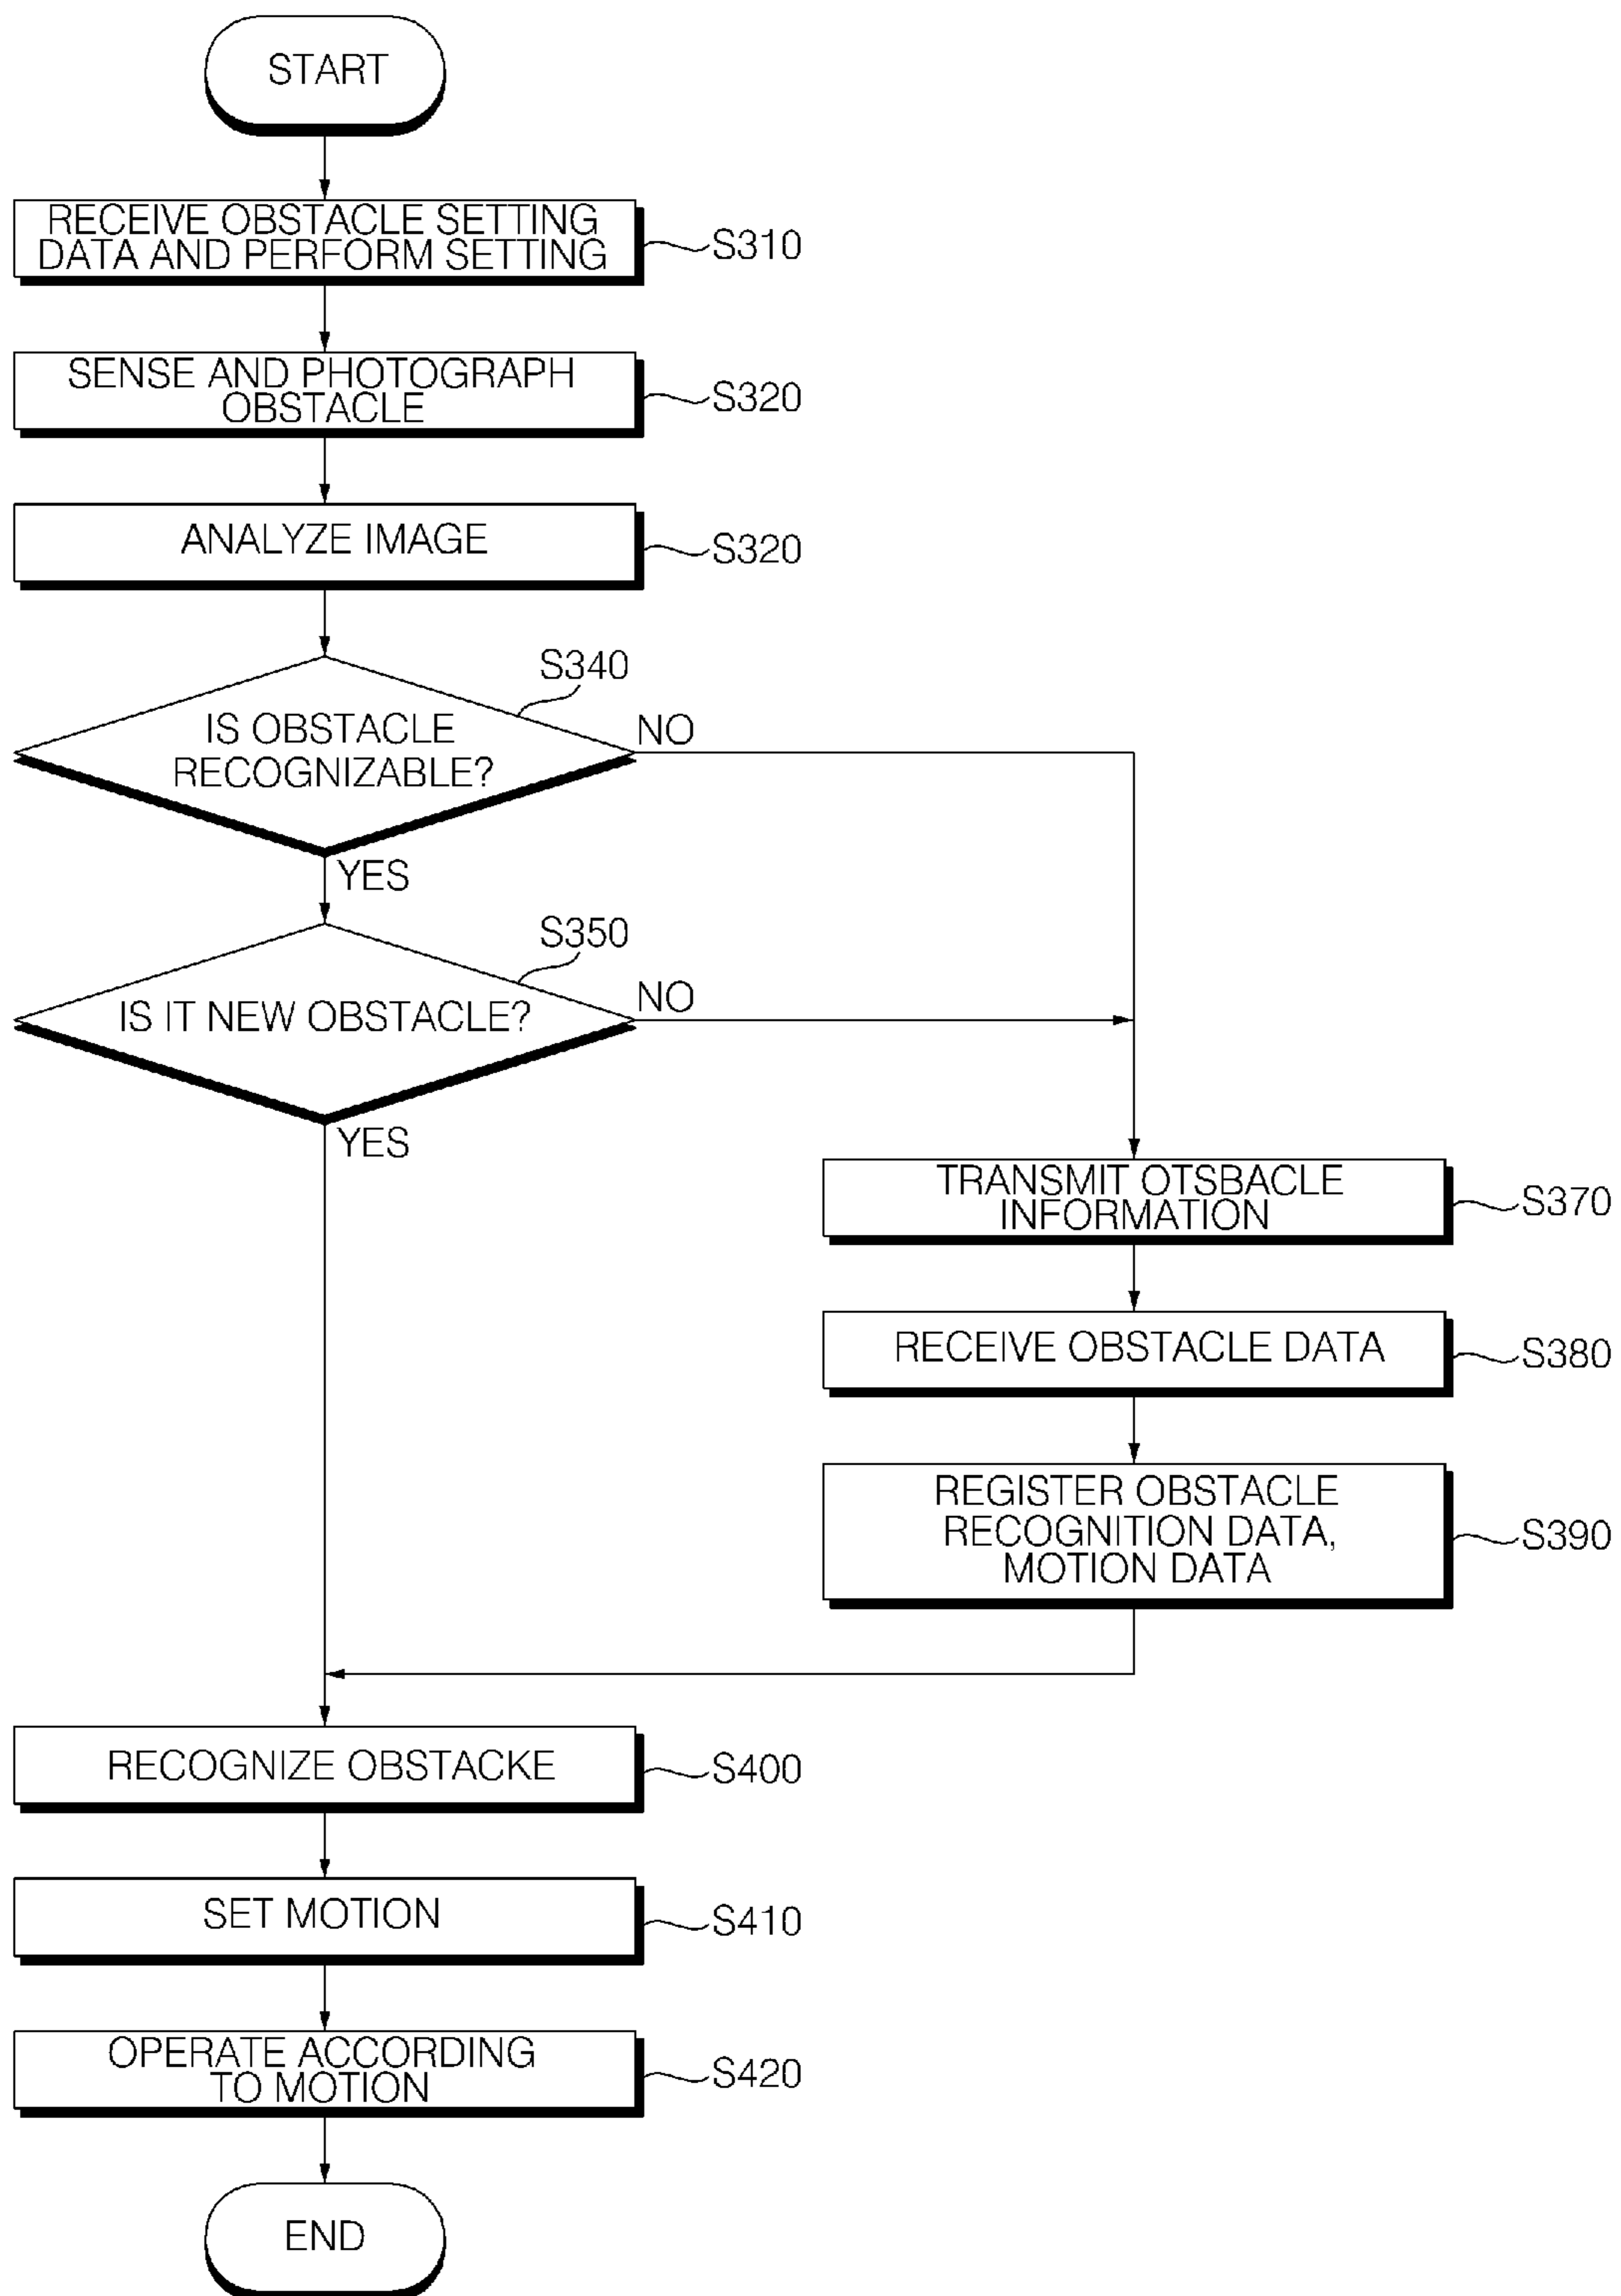 START
RECEIVE OBSTACLE SETTING
DATA AND PERFORM SETTING
S310
SENSE AND PHOTOGRAPH
OBSTACLE
S320
ANALYZE IMAGE
S320
S340
IS OBSTACLE
RECOGNIZABLE?
NO
YES
S350
IS IT NEW OBSTACLE?
NO
YES
TRANSMIT OTSBACLE
INFORMATION
S370
RECEIVE OBSTACLE DATA
S380
REGISTER OBSTACLE
RECOGNITION DATA,
MOTION DATA
S390
RECOGNIZE OBSTACKE
S400
SET MOTION
S410
OPERATE ACCORDING
TO MOTION
S420
END